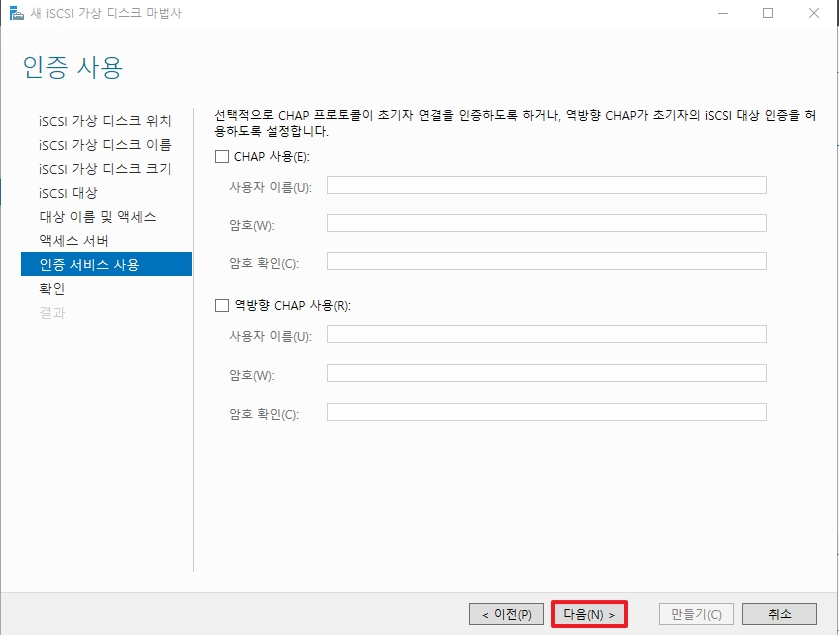 새 iSCSI 가상 디스크 마법사
인증 사용
iSCSI 가상 디스크 위치
iSCSI 가상 디스크 이름
iSCSI 가상 디스크 크기
iSCSI 대상
대상 이름 및 액세스
액세스 서버
인증 서비스 사용
확인
결과
선택적으로 CHAP 프로토콜이 초기자 연결을 인증하도록 하거나, 역방향 CHAP가 초기자의 iSCSI 대상 인증을 허
용하도록 설정합니다.
CHAP 사용(E):
사용자 이름(U):
암호(W):
암호 확인(C):
역방향 CHAP 사용(R):
사용자 이름(U):
암호(W):
암호 확인(C):
< 이전(P)
다음(N) >
만들기(C)
취소